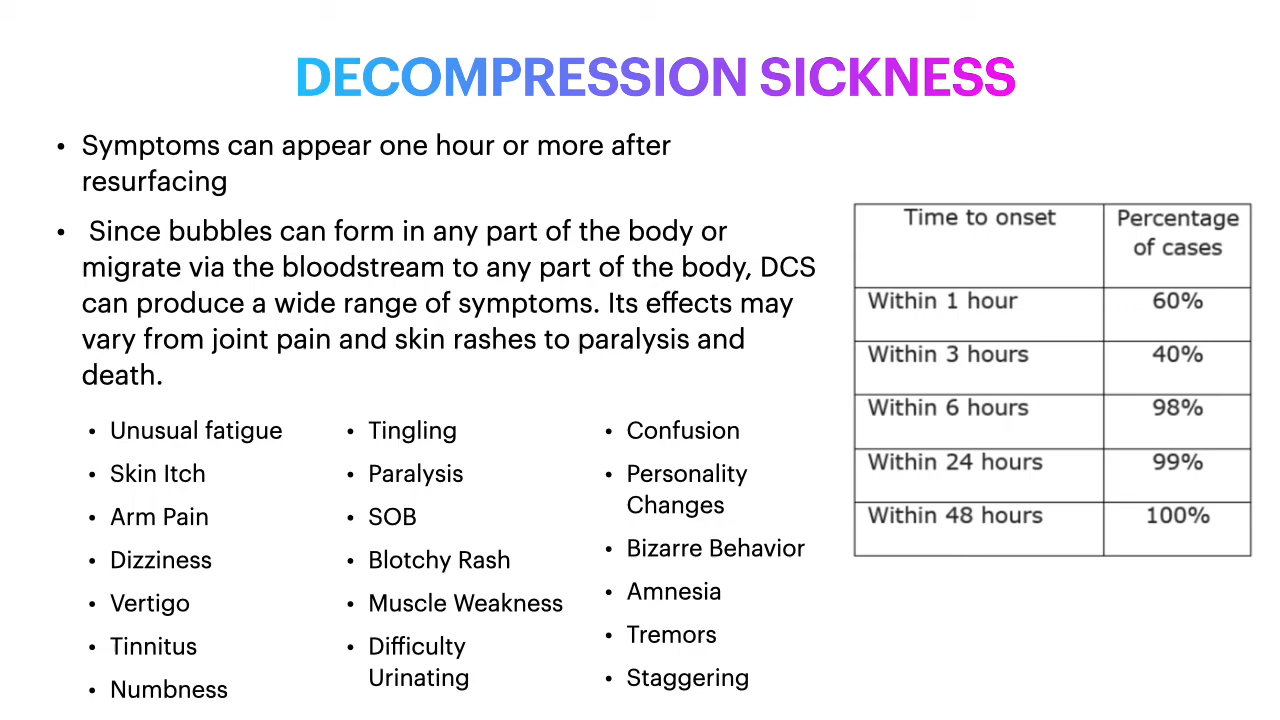 DECOMPRESSION SICKNESS
• Symptoms can appear one hour or more after
resurfacing
• Since bubbles can form in any part of the body or
migrate via the bloodstream to any part of the body, DCS
can produce a wide range of symptoms. Its effects may
vary from joint pain and skin rashes to paralysis and
death.
• Unusual fatigue
• Skin Itch
• Arm Pain
• Dizziness
• Vertigo
• Tinnitus
• Numbness
• Tingling
• Paralysis
• SOB
• Blotchy Rash
• Muscle Weakness
• Difficulty
Urinating
• Confusion
• Personality
Changes
• Bizarre Behavior
• Amnesia
• Tremors
• Staggering
Time to onset Percentage
of cases
Within 1 hour 60%
Within 3 hours 40%
Within 6 hours 98%
Within 24 hours 99%
Within 48 hours 100%